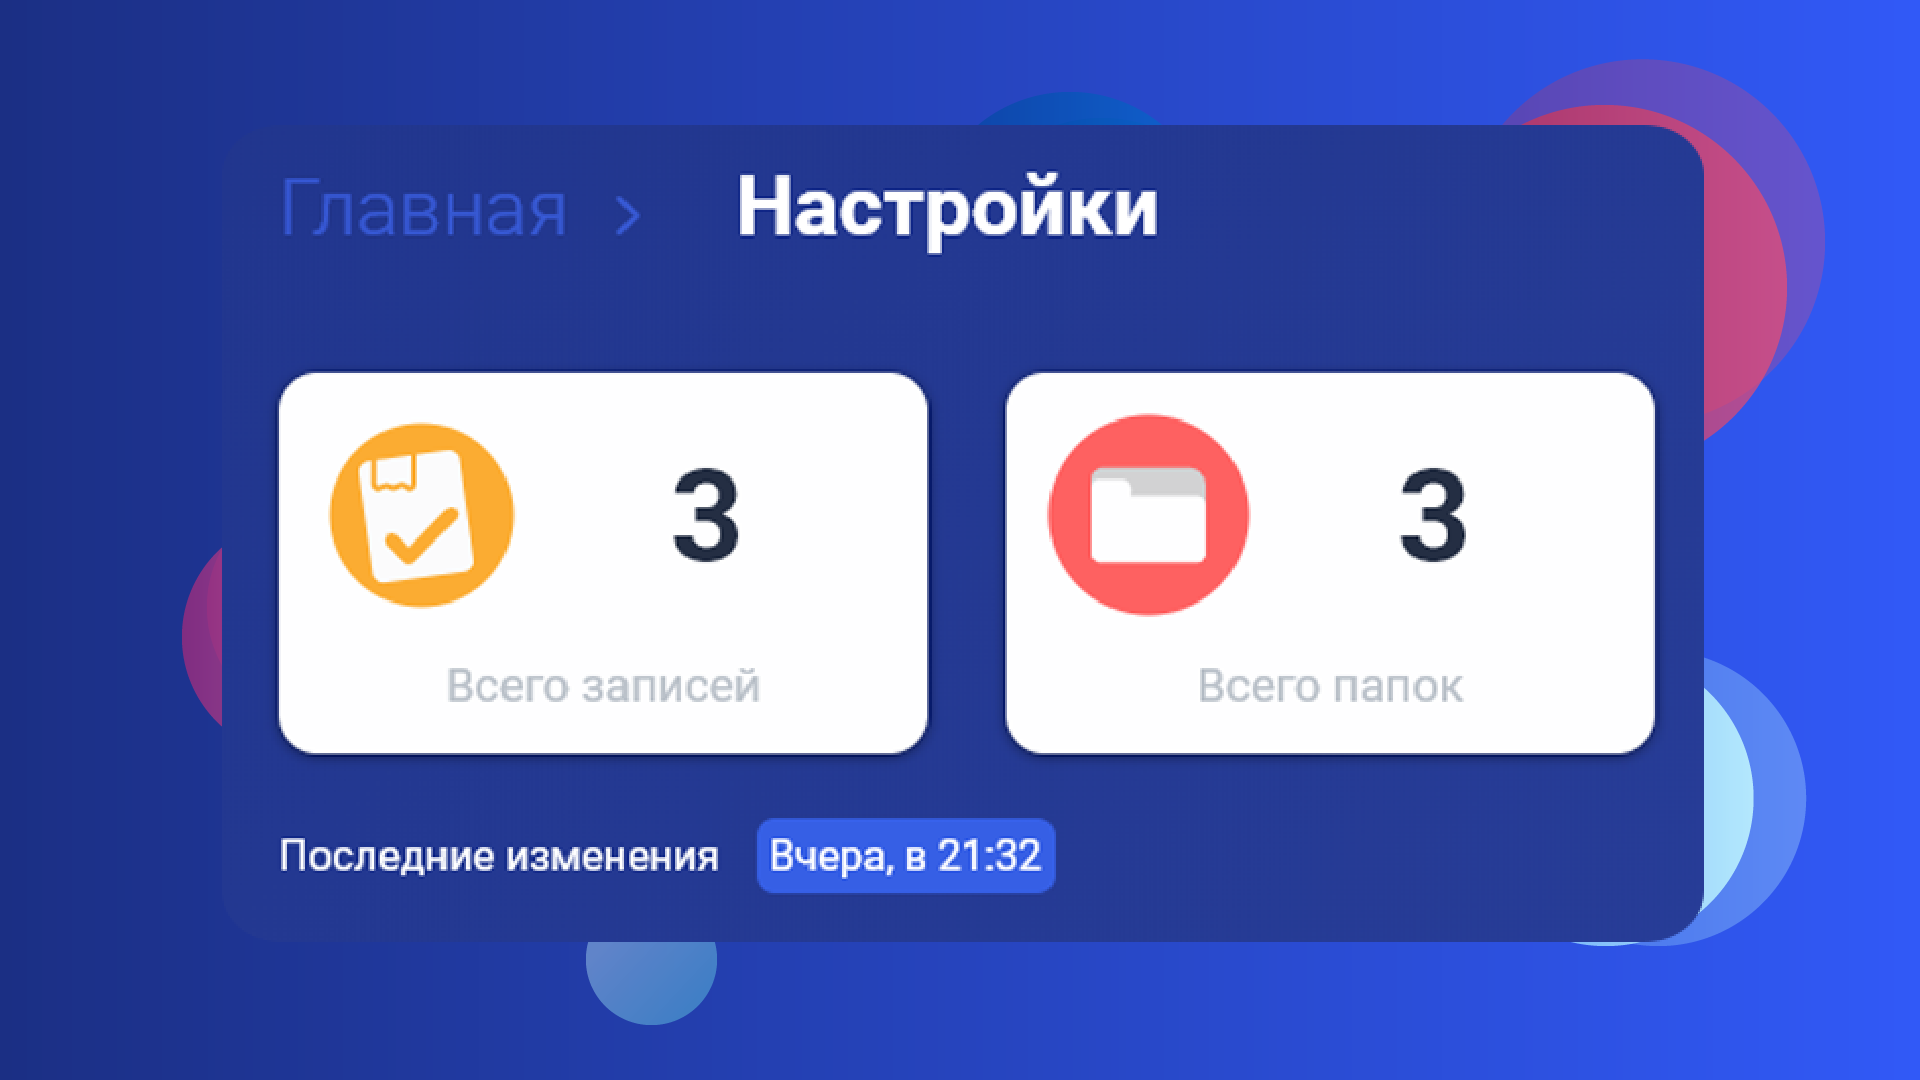 Главная > Настройки
3
Всего записей
3
Всего папок
Последние изменения Вчера, в 21:32